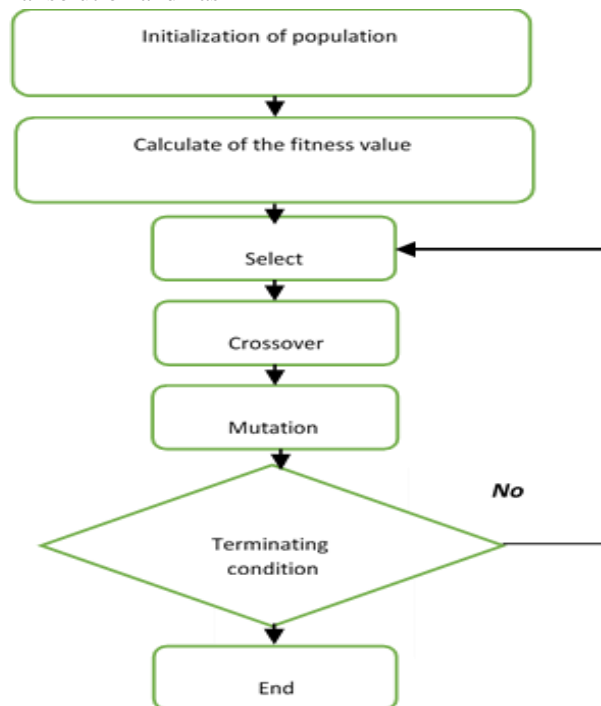 Initialization of population
Calculate of the fitness value
Select
Crossover
Mutation
No
Terminating
condition
End